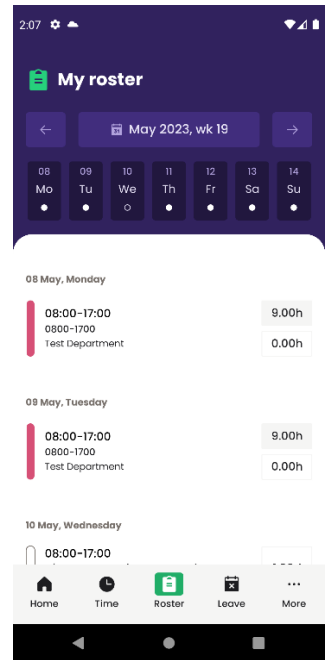 2:07
My roster
May 2023, wk 19
08 09 10 11 12 13 14
Mo Tu We Th Fr Sa Su
08 May, Monday
08:00-17:00 9.00h
0800-1700
Test Department 0.00h
09 May, Tuesday
08:00-17:00 9.00h
0800-1700
Test Department 0.00h
10 May, Wednesday
08:00-17:00
Home Time Roster Leave More